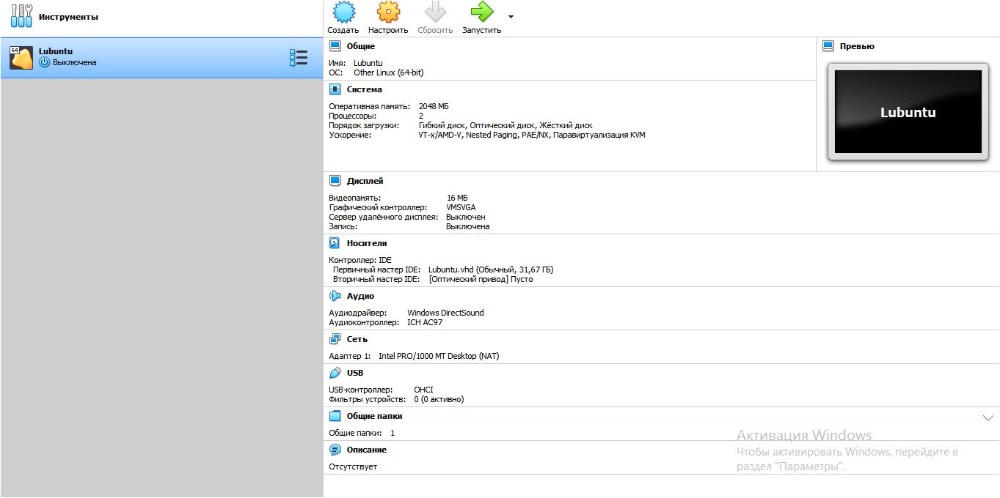 Инструменты
Lubuntu
64
Выключена
Создать Настроить Сбросить Запустить
Общие
Имя: Lubuntu
ОС: Other Linux (64-bit)
Превью
Lubuntu
Система
Оперативная память: 2048 МБ
Процессоры: 2
Порядок загрузки: Гибкий диск, Оптический диск, Жёсткий диск
Ускорение: VT-x/AMD-V, Nested Paging, PAE/NX, Паравиртуализация KVM
Дисплей
Видеопамять: 16 МБ
Графический контроллер: VMSVGA
Сервер удалённого дисплея: Выключен
Запись: Выключена
Носители
Контроллер: IDE
Первичный мастер IDE: Lubuntu.vhd (Обычный, 31,67 ГБ)
Вторичный мастер IDE: [Оптический привод] Пусто
Аудио
Аудиодрайвер: Windows DirectSound
Аудиоконтроллер: ICH AC97
Сеть
Адаптер 1: Intel PRO/1000 MT Desktop (NAT)
USB
USB-контроллер: OHCI
Фильтры устройств: 0 (0 активно)
Общие папки
Общие папки: 1
Описание
Отсутствует
Активация Windows
Чтобы активировать Windows, перейдите в
раздел "Параметры".